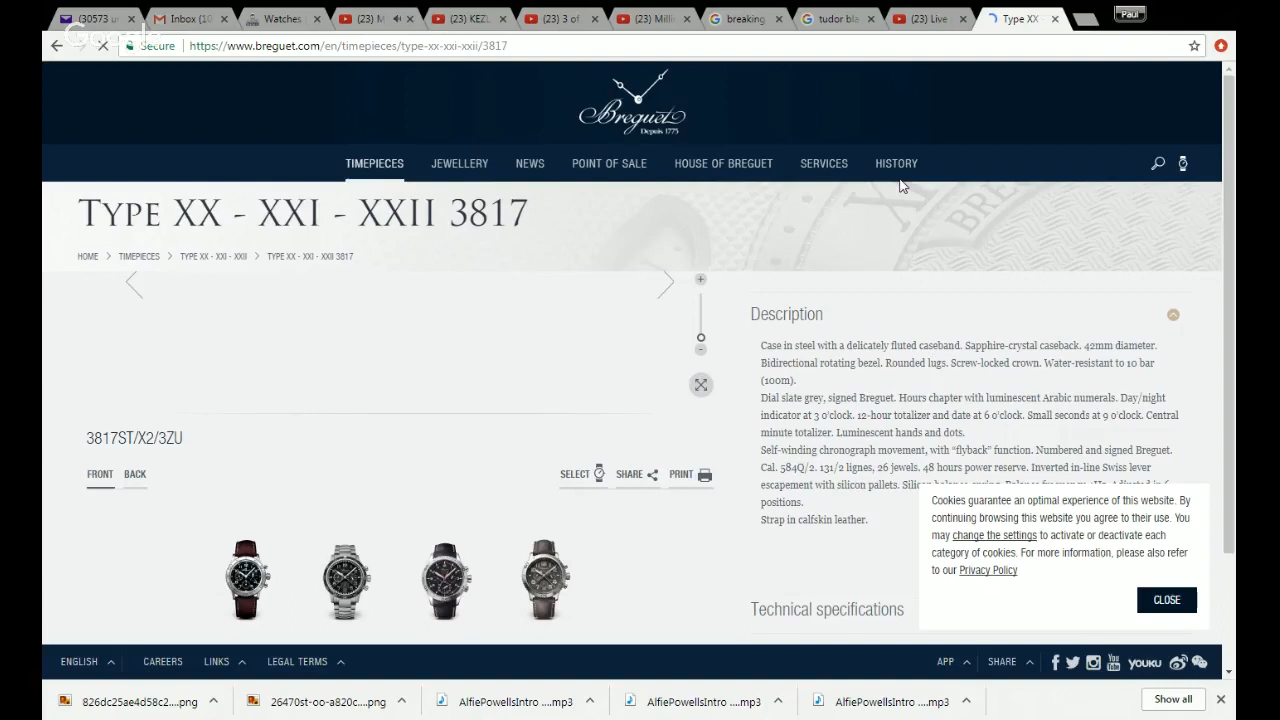 (30573 u
Inbox (10
Watches
(23) M
(23) KEZ
(23) 3 of
(23) Milli
breaking
tudor bla
(23) Live
Type XX -
Paul
Google
Secure
https://www.breguet.com/en/timepieces/type-xx-xxi-xxii/3817
Breguet
Depuis 1775
TIMEPIECES
JEWELLERY
NEWS
POINT OF SALE
HOUSE OF BREGUET
SERVICES
HISTORY
TYPE XX - XXI - XXII 3817
HOME > TIMEPIECES > TYPE XX - XXI - XXII > TYPE XX - XXI - XXII 3817
Description
Case in steel with a delicately fluted caseband. Sapphire-crystal caseback. 42mm diameter.
Bidirectional rotating bezel. Rounded lugs. Screw-locked crown. Water-resistant to 10 bar
(100m).
Dial slate grey, signed Breguet. Hours chapter with luminescent Arabic numerals. Day/night
indicator at 3 o'clock. 12-hour totalizer and date at 6 o'clock. Small seconds at 9 o'clock. Central
minute totalizer. Luminescent hands and dots.
Self-winding chronograph movement, with "flyback" function. Numbered and signed Breguet.
Cal. 584Q/2. 131/2 lignes, 26 jewels. 48 hours power reserve. Inverted in-line Swiss lever
escapement with silicon pallets.
positions.
Strap in calfskin leather.
3817ST/X2/3ZU
FRONT
BACK
SELECT
SHARE
PRINT
Cookies guarantee an optimal experience of this website. By
continuing browsing this website you agree to their use. You
may change the settings to activate or deactivate each
category of cookies. For more information, please also refer
to our Privacy Policy
CLOSE
Technical specifications
ENGLISH
CAREERS
LINKS
LEGAL TERMS
APP
SHARE
You Tube
YOUKU
826dc25ae4d58c2....png
26470st-oo-a820c....png
AlfiePowellsIntro ....mp3
AlfiePowellsIntro ....mp3
AlfiePowellsIntro ....mp3
Show all